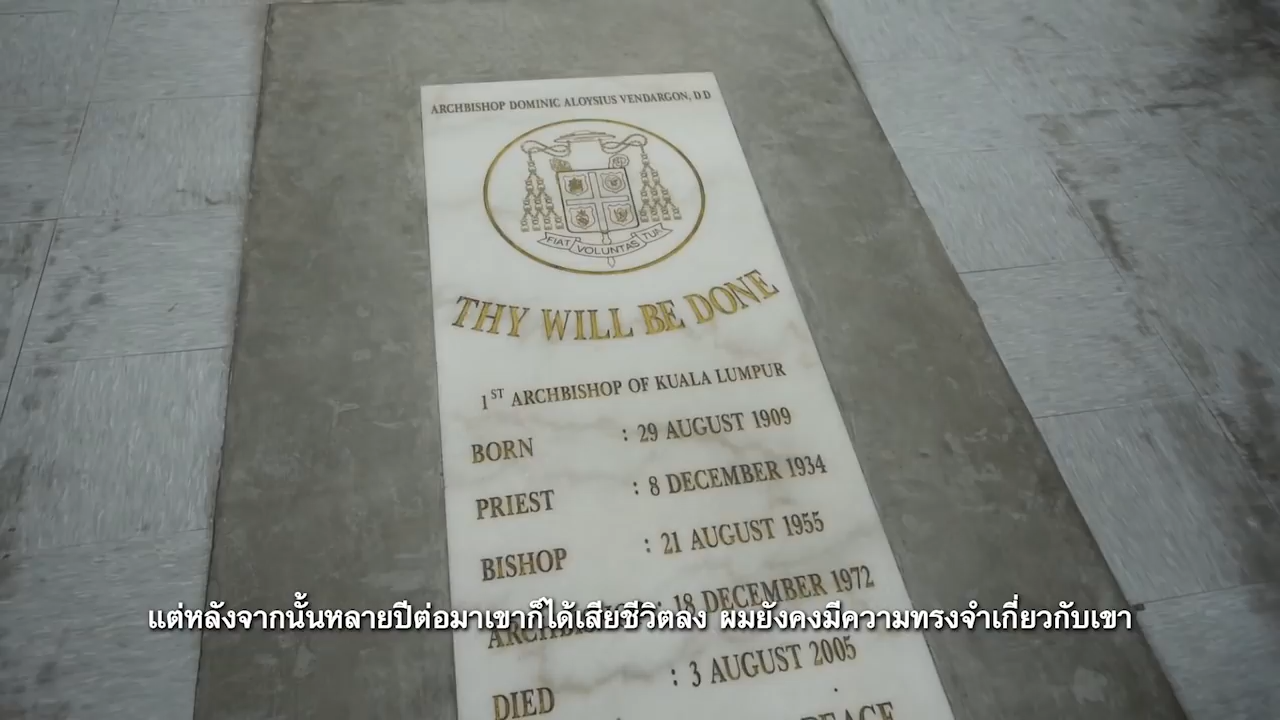 ARCHBISHOP DOMINIC ALOYSIUS VENDARGON, D.D
FIAT VOLUNTAS TUA
THY WILL BE DONE
1ST ARCHBISHOP OF KUALA LUMPUR
BORN : 29 AUGUST 1909
PRIEST : 8 DECEMBER 1934
BISHOP : 21 AUGUST 1955
: 18 DECEMBER 1972
แต่หลังจากนั้นหลายปีต่อมาเขาก็ได้เสียชีวิตลง ผมยังคงมีความทรงจำเกี่ยวกับเขา
DIED : 3 AUGUST 2005
PEACE